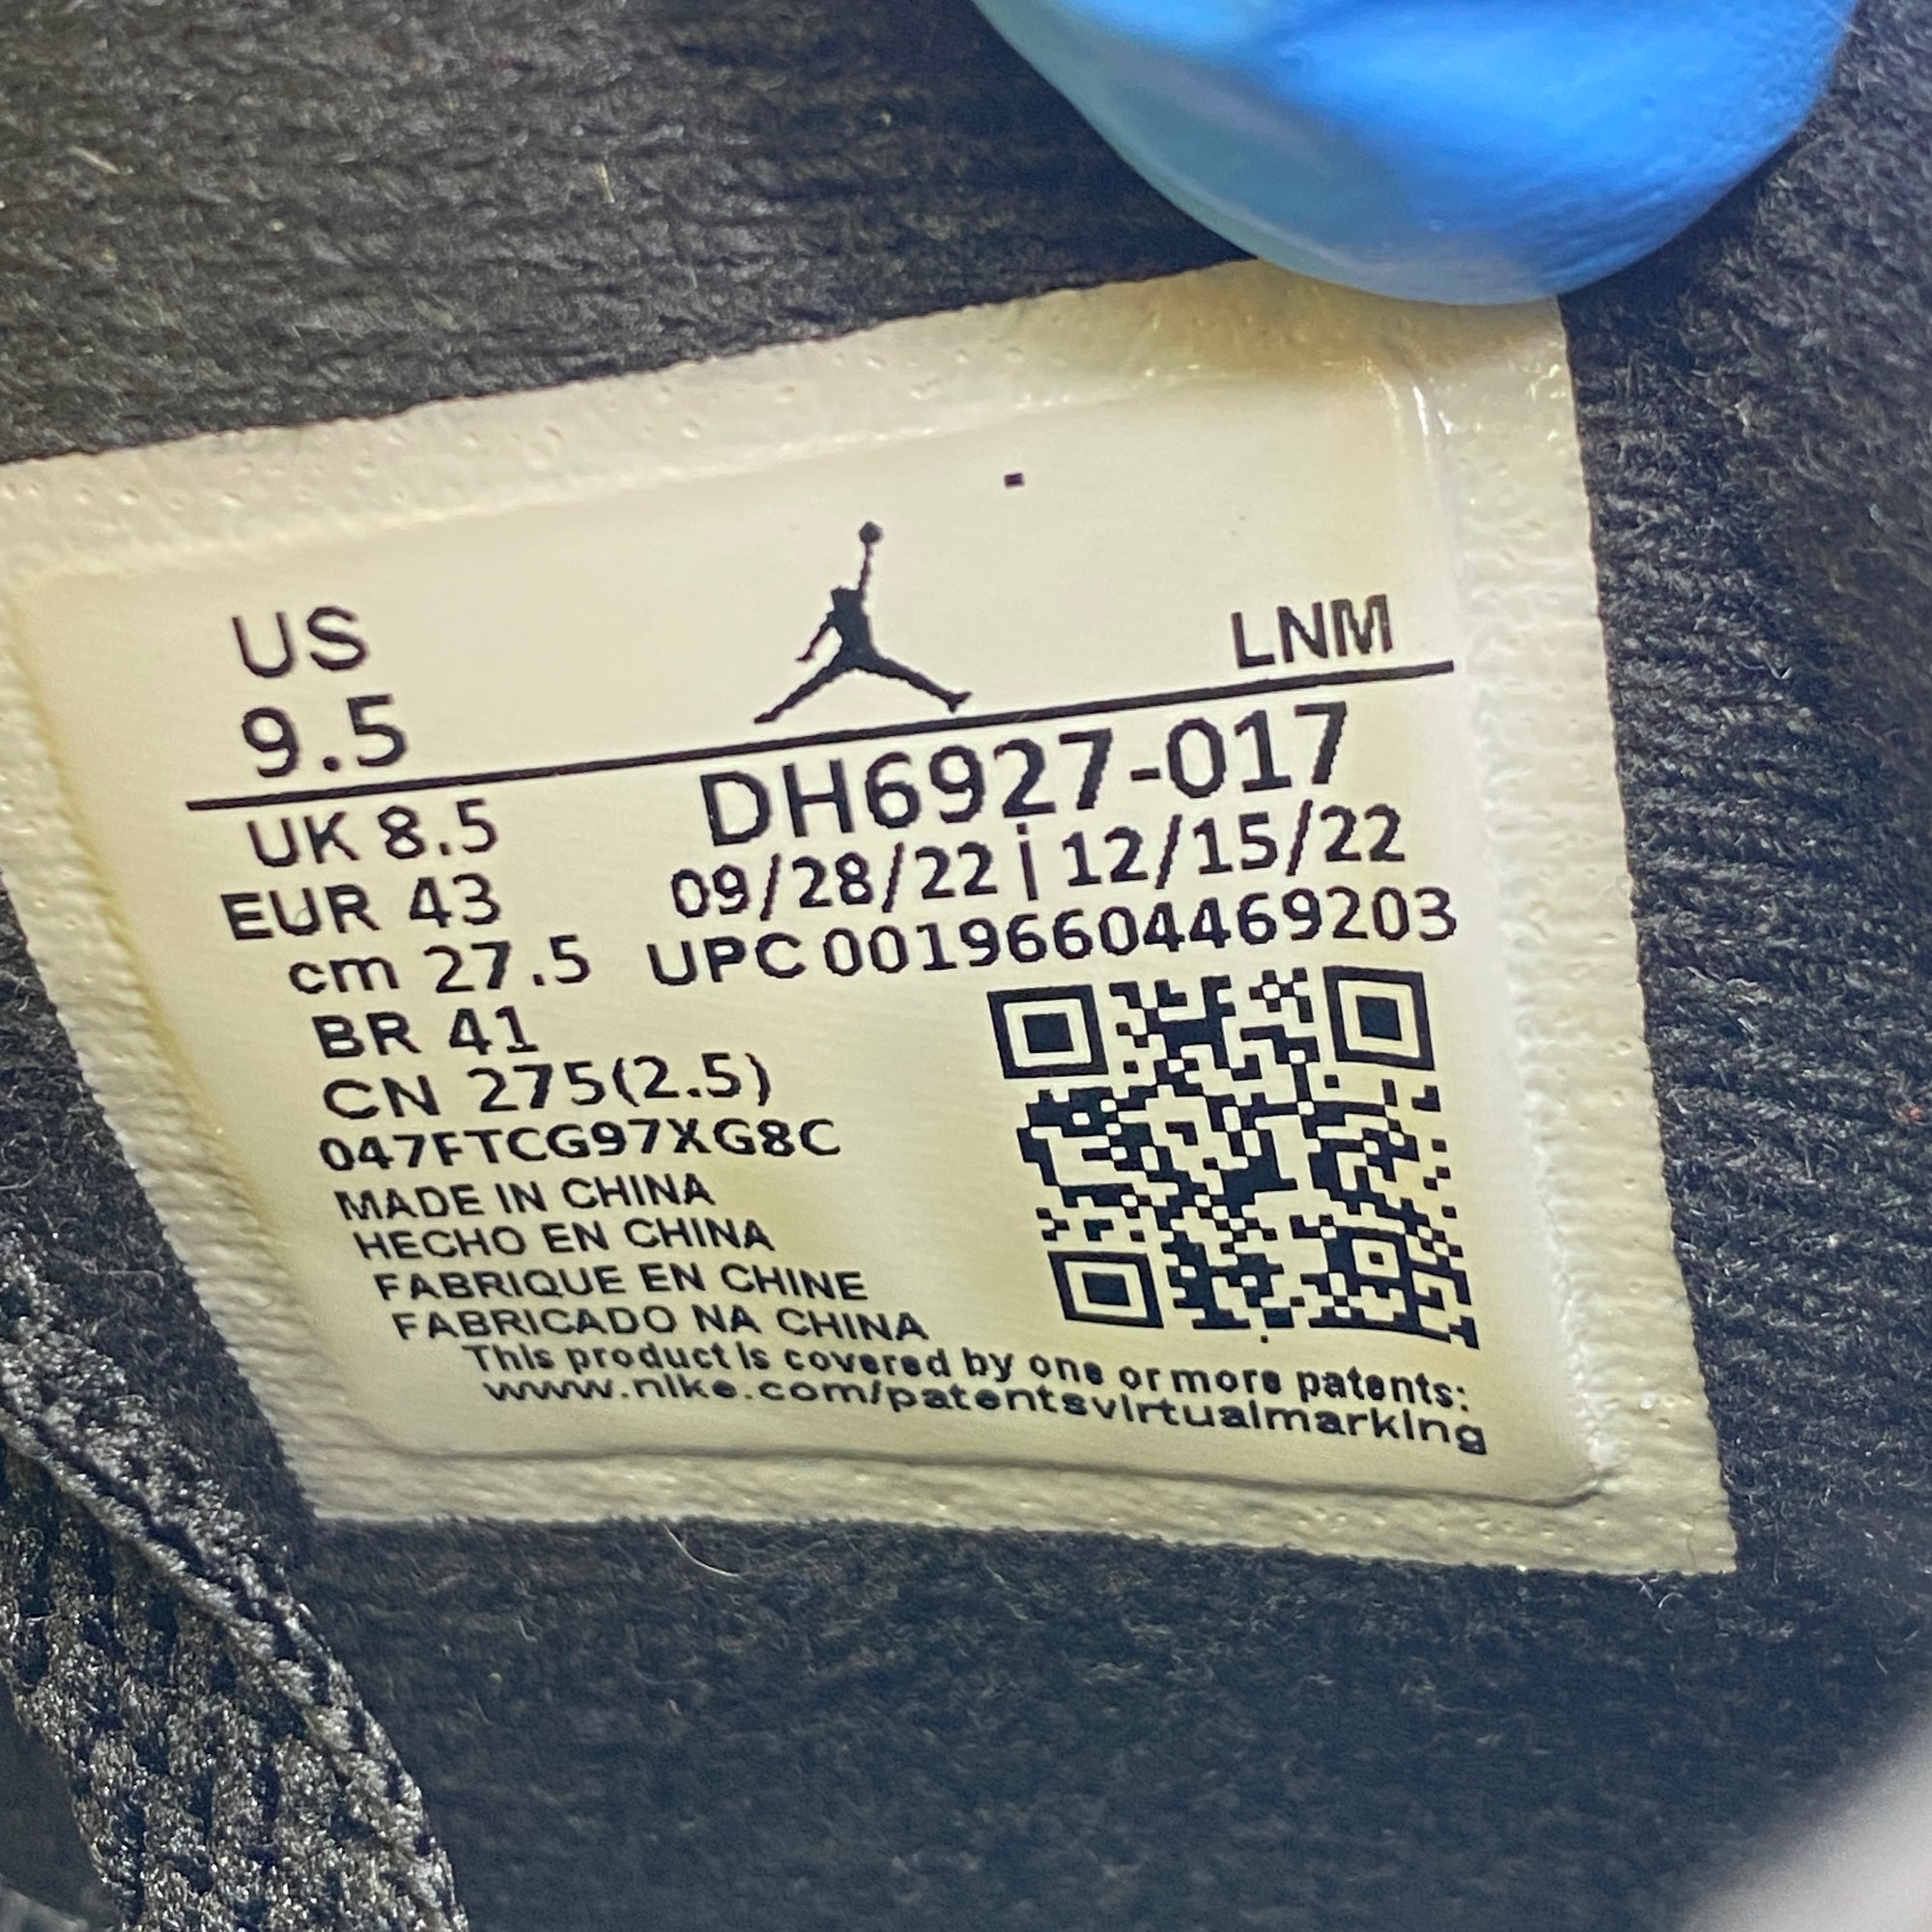 US
LNM
9.5
DH6927-017
UK 8.5
09/28/22 | 12/15/22
EUR 43
UPC 00196604469203
cm 27.5
BR 41
CN 275(2.5)
047FTCG97XG8C
MADE IN CHINA
HECHO EN CHINA
FABRIQUE EN CHINE
FABRICADO NA CHINA
This product is covered by one or more patents:
www.nike.com/patentsvirtualmarking